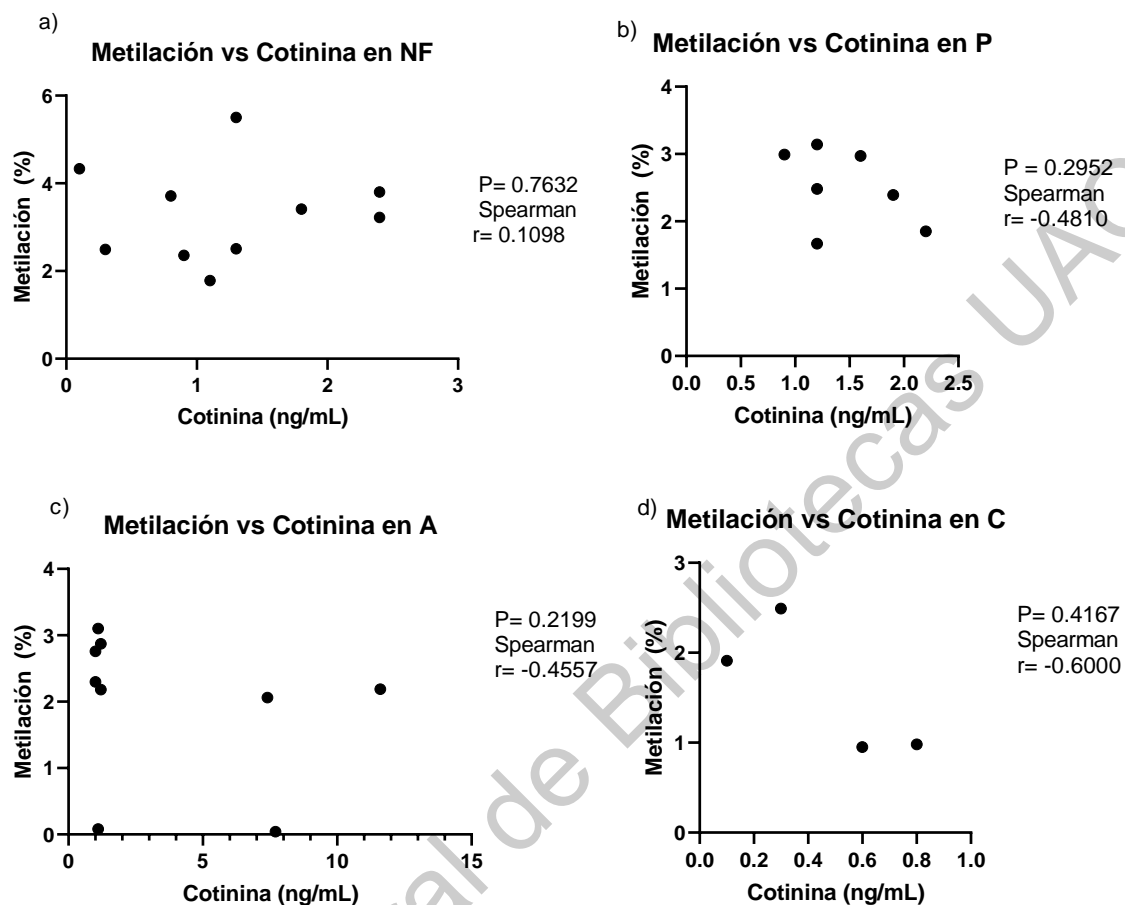 a)
Metilación vs Cotinina en NF
Metilación (%)
6
4
2
0
0 1 2 3
Cotinina (ng/mL)
P= 0.7632
Spearman
r= 0.1098
b)
Metilación vs Cotinina en P
Metilación (%)
4
3
2
1
0
0.0 0.5 1.0 1.5 2.0 2.5
Cotinina (ng/mL)
P = 0.2952
Spearman
r= -0.4810
c)
Metilación vs Cotinina en A
Metilación (%)
4
3
2
1
0
0 5 10 15
Cotinina (ng/mL)
P= 0.2199
Spearman
r= -0.4557
d)
Metilación vs Cotinina en C
Metilación (%)
3
2
1
0
0.0 0.2 0.4 0.6 0.8 1.0
Cotinina (ng/mL)
P= 0.4167
Spearman
r= -0.6000
de Bibliotecas